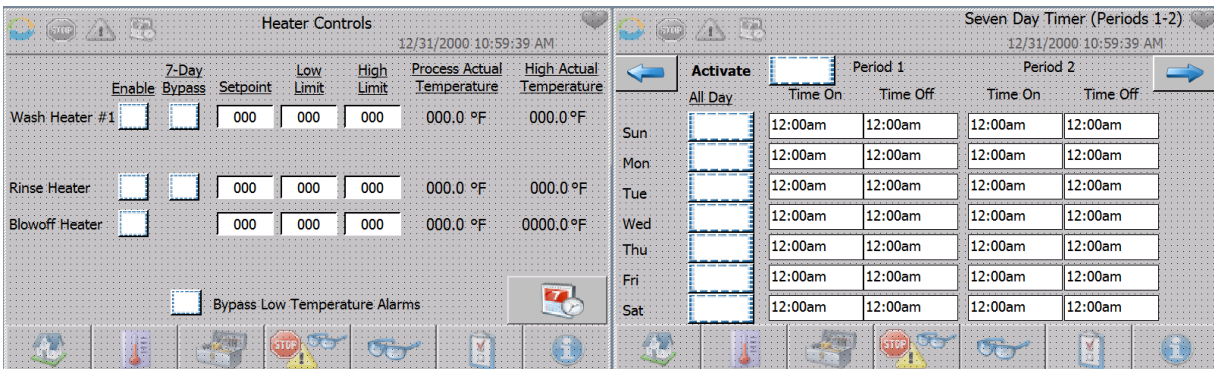 STOP
Heater Controls
12/31/2000 10:59:39 AM
7-Day Low High Process Actual High Actual
Enable Bypass Setpoint Limit Limit Temperature Temperature
Wash Heater #1 000 000 000 000.0 °F 000.0 °F
Rinse Heater 000 000 000 000.0 °F 000.0 °F
Blowoff Heater 000 000 000 000.0 °F 0000.0 °F
Bypass Low Temperature Alarms
7
STOP
STOP
Seven Day Timer (Periods 1-2)
12/31/2000 10:59:39 AM
Activate Period 1 Period 2
All Day Time On Time Off Time On Time Off
Sun 12:00am 12:00am 12:00am 12:00am
Mon 12:00am 12:00am 12:00am 12:00am
Tue 12:00am 12:00am 12:00am 12:00am
Wed 12:00am 12:00am 12:00am 12:00am
Thu 12:00am 12:00am 12:00am 12:00am
Fri 12:00am 12:00am 12:00am 12:00am
Sat 12:00am 12:00am 12:00am 12:00am
STOP